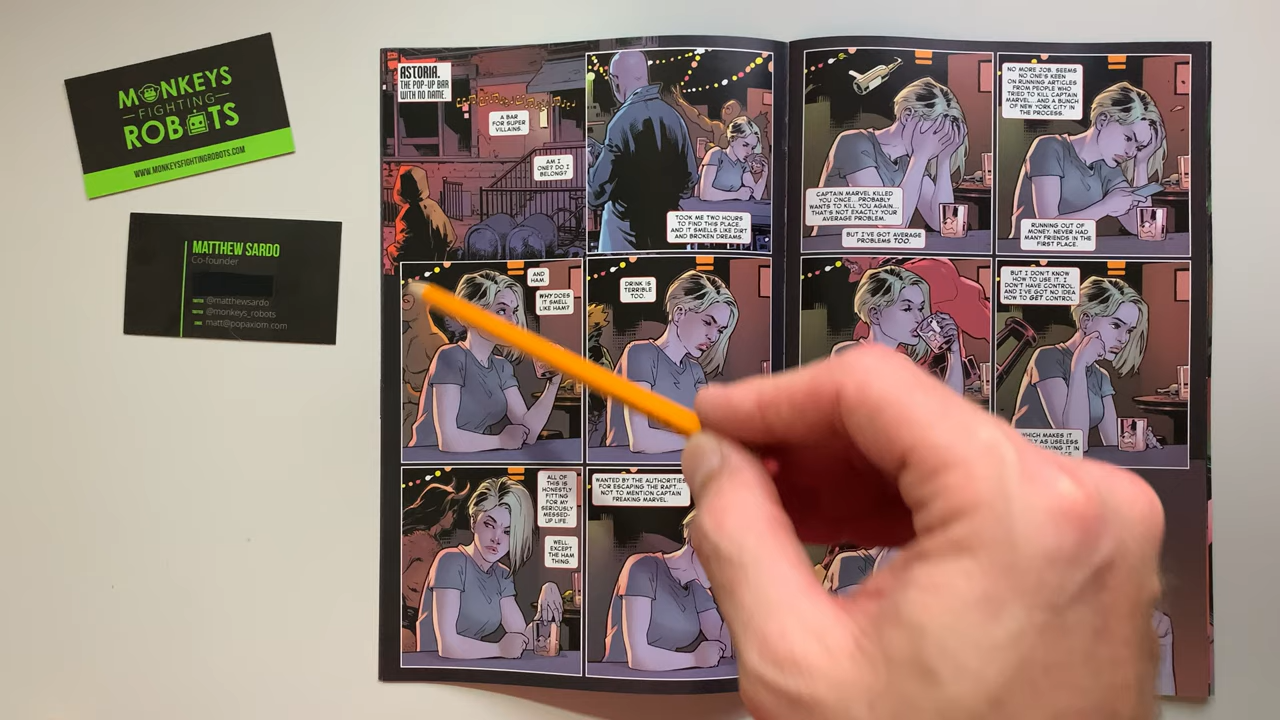 MONKEYS
FIGHTING
ROBOTS
WWW.MONKEYSFIGHTINGROBOTS.COM
MATTHEW SARDO
Co-founder
@matthewsardo
@monkeys_robots
matt@popaxiom.com
ASTORIA.
THE POP-UP BAR
WITH NO NAME.
A BAR
FOR SUPER
VILLAINS.
AM I
ONE? DO I
BELONG?
TOOK ME TWO HOURS
TO FIND THIS PLACE.
AND IT SMELLS LIKE DIRT
AND BROKEN DREAMS.
AND
HAM.
WHY DOES
IT SMELL
LIKE HAM?
DRINK IS
TERRIBLE
TOO.
ALL OF
THIS IS
HONESTLY
FITTING
FOR MY
SERIOUSLY
MESSED-
UP LIFE.
WELL.
EXCEPT
THE HAM
THING.
WANTED BY THE AUTHORITIES
FOR ESCAPING THE RAFT...
NOT TO MENTION CAPTAIN
FREAKING MARVEL.
CAPTAIN MARVEL KILLED
YOU ONCE...PROBABLY
WANTS TO KILL YOU AGAIN...
THAT'S NOT EXACTLY YOUR
AVERAGE PROBLEM.
BUT I'VE GOT AVERAGE
PROBLEMS TOO.
NO MORE JOB. SEEMS
NO ONE'S KEEN
ON RUNNING ARTICLES
FROM PEOPLE WHO
TRIED TO KILL CAPTAIN
MARVEL...AND A BUNCH
OF NEW YORK CITY IN
THE PROCESS.
RUNNING OUT OF
MONEY. NEVER HAD
MANY FRIENDS IN THE
FIRST PLACE.
BUT I DON'T KNOW
HOW TO USE IT. I
DON'T HAVE CONTROL.
AND I'VE GOT NO IDEA
HOW TO GET CONTROL.
WHICH MAKES IT
AS USELESS
HAVING IT IN